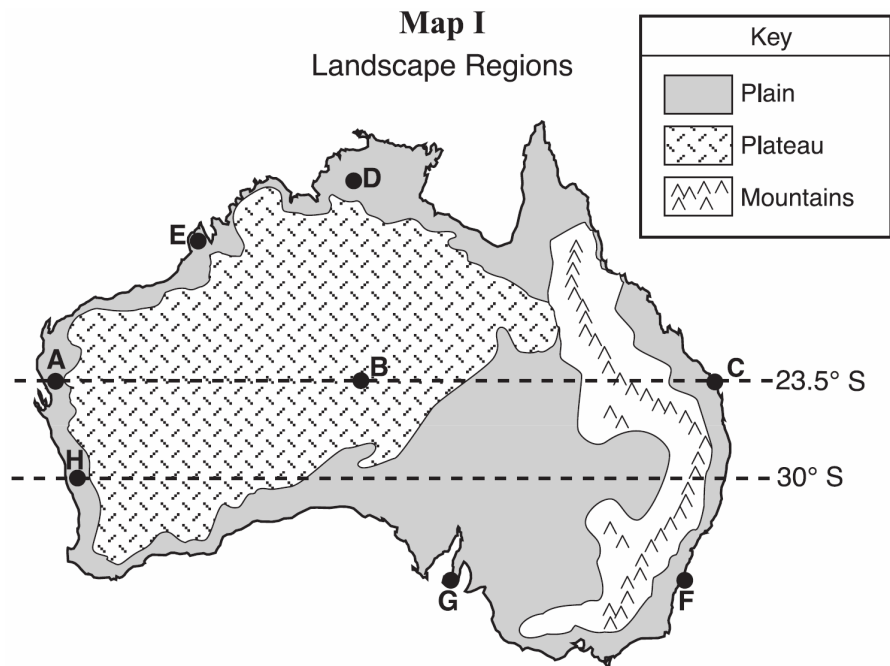 Map I
Landscape Regions
Key
Plain
Plateau
Mountains
D
E
A
B
C
23.5° S
H
30° S
G
F